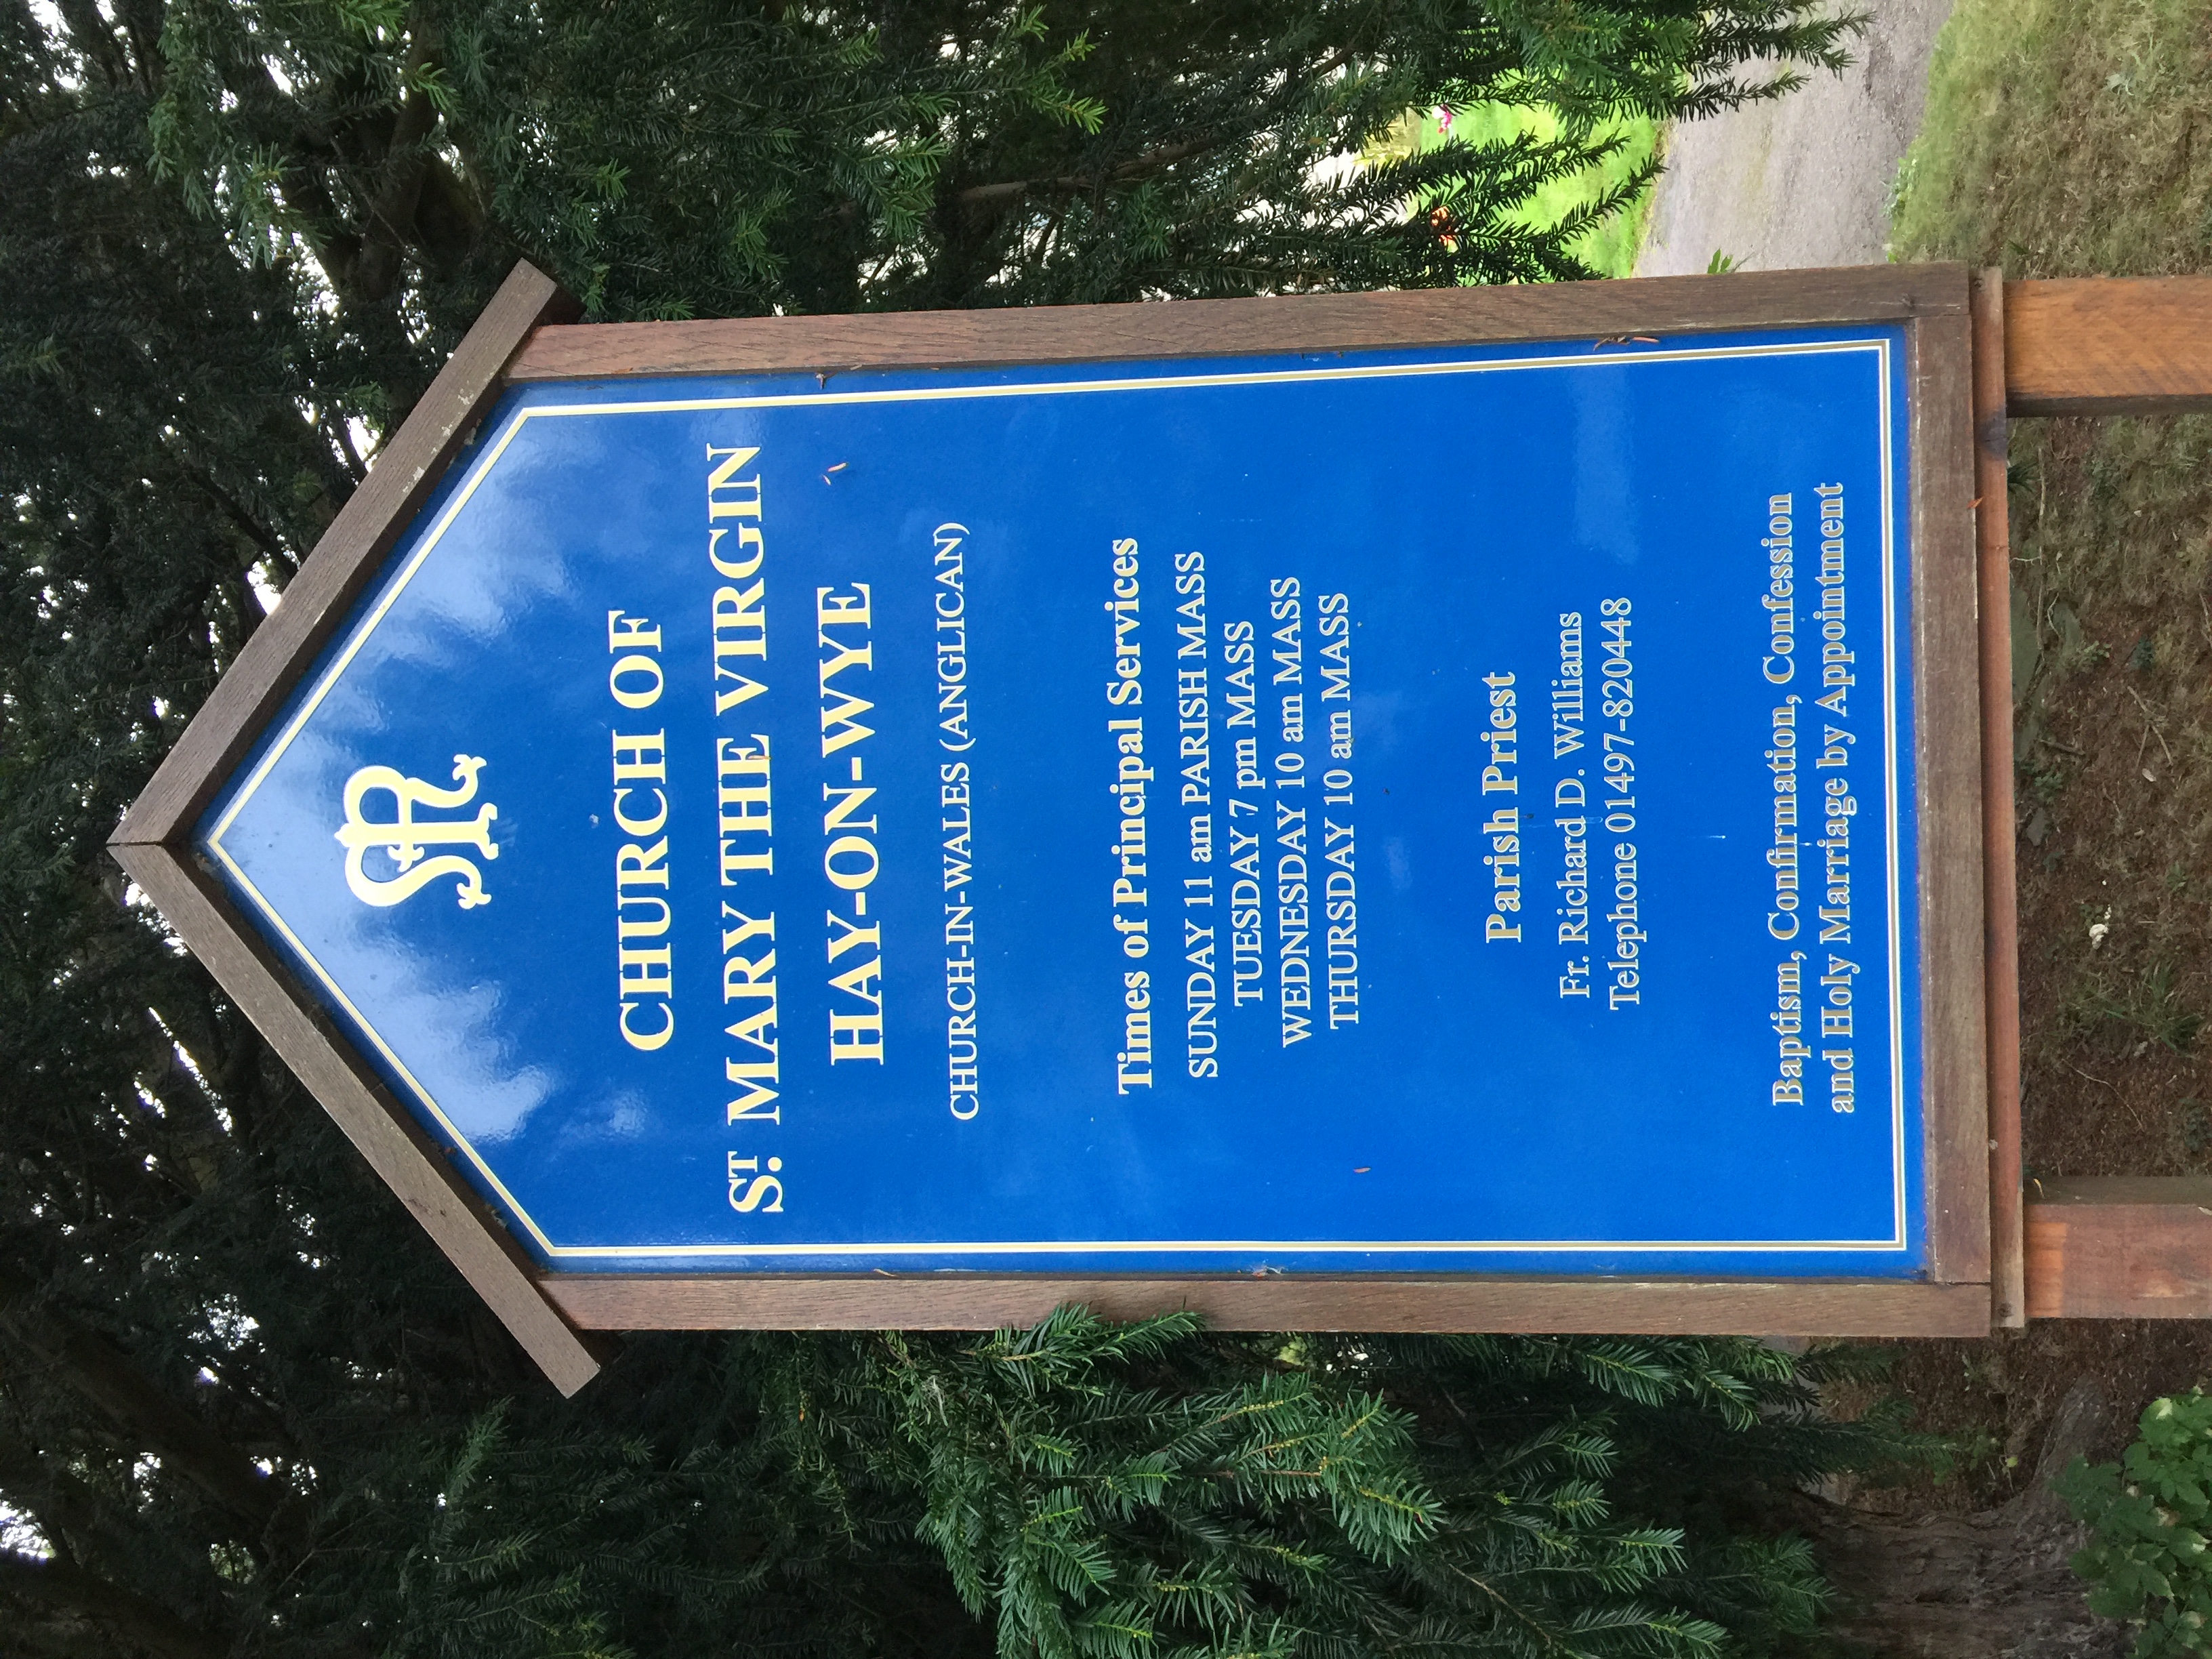 CHURCH OF
ST. MARY THE VIRGIN
HAY-ON-WYE
CHURCH-IN-WALES (ANGLICAN)
Times of Principal Services
SUNDAY 11 am PARISH MASS
TUESDAY 7 pm MASS
WEDNESDAY 10 am MASS
THURSDAY 10 am MASS
Parish Priest
Fr. Richard D. Williams
Telephone 01497-820448
Baptism, Confirmation, Confession
and Holy Marriage by Appointment